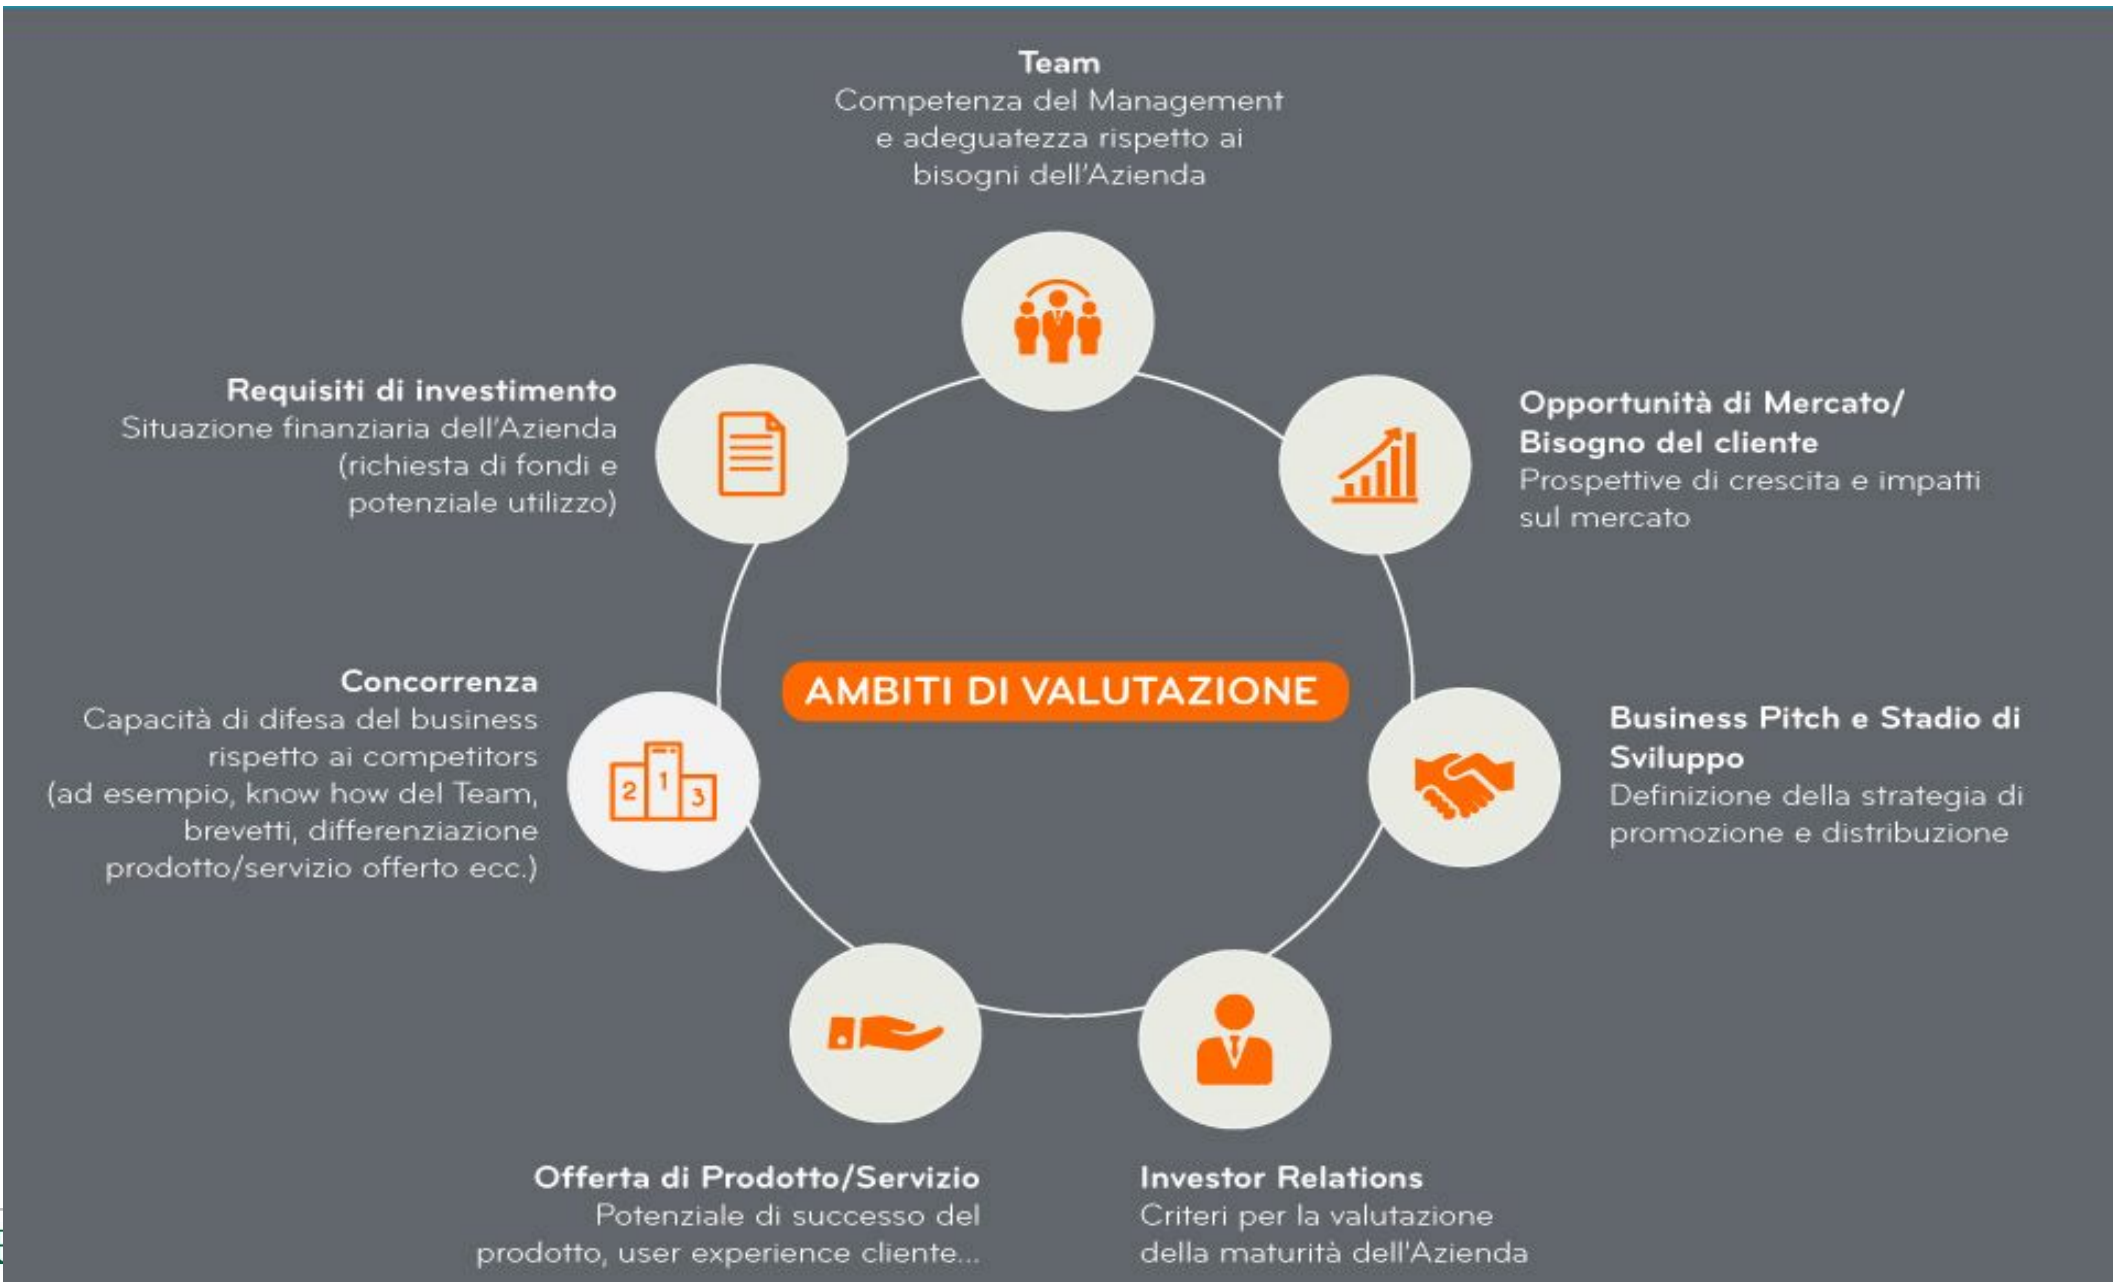 Team
Competenza del Management
e adeguatezza rispetto ai
bisogni dell'Azienda
Opportunità di Mercato/
Bisogno del cliente
Prospettive di crescita e impatti
sul mercato
Business Pitch e Stadio di
Sviluppo
Definizione della strategia di
promozione e distribuzione
Investor Relations
Criteri per la valutazione
della maturità dell'Azienda
Offerta di Prodotto/Servizio
Potenziale di successo del
prodotto, user experience cliente...
Concorrenza
Capacità di difesa del business
rispetto ai competitors
(ad esempio, know how del Team,
brevetti, differenziazione
prodotto/servizio offerto ecc.)
2 1 3
Requisiti di investimento
Situazione finanziaria dell'Azienda
(richiesta di fondi e
potenziale utilizzo)
AMBITI DI VALUTAZIONE